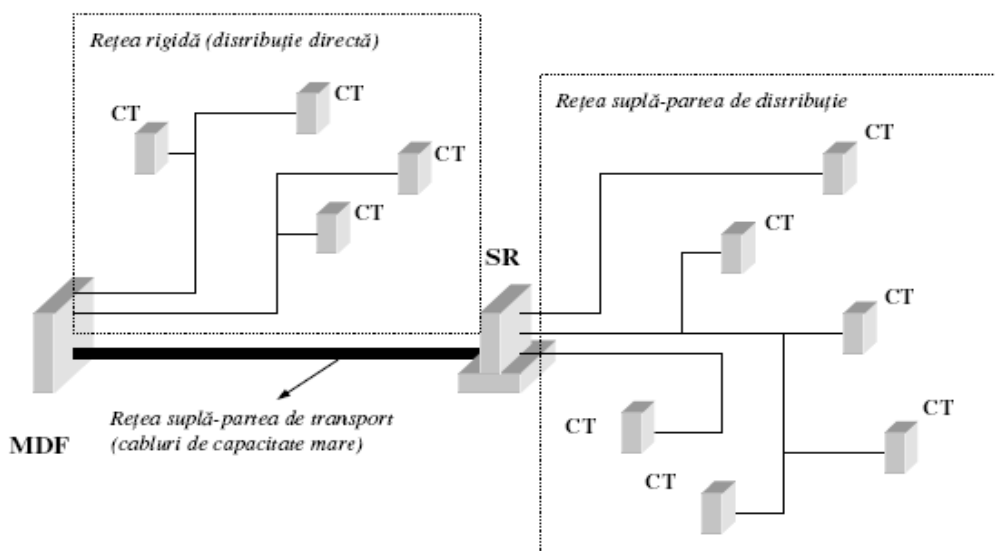 Rețea rigidă (distribuție directă)
CT
CT
CT
CT
Rețea suplă-partea de distribuție
CT
CT
SR
CT
CT
CT
CT
Rețea suplă-partea de transport
(cabluri de capacitate mare)
MDF